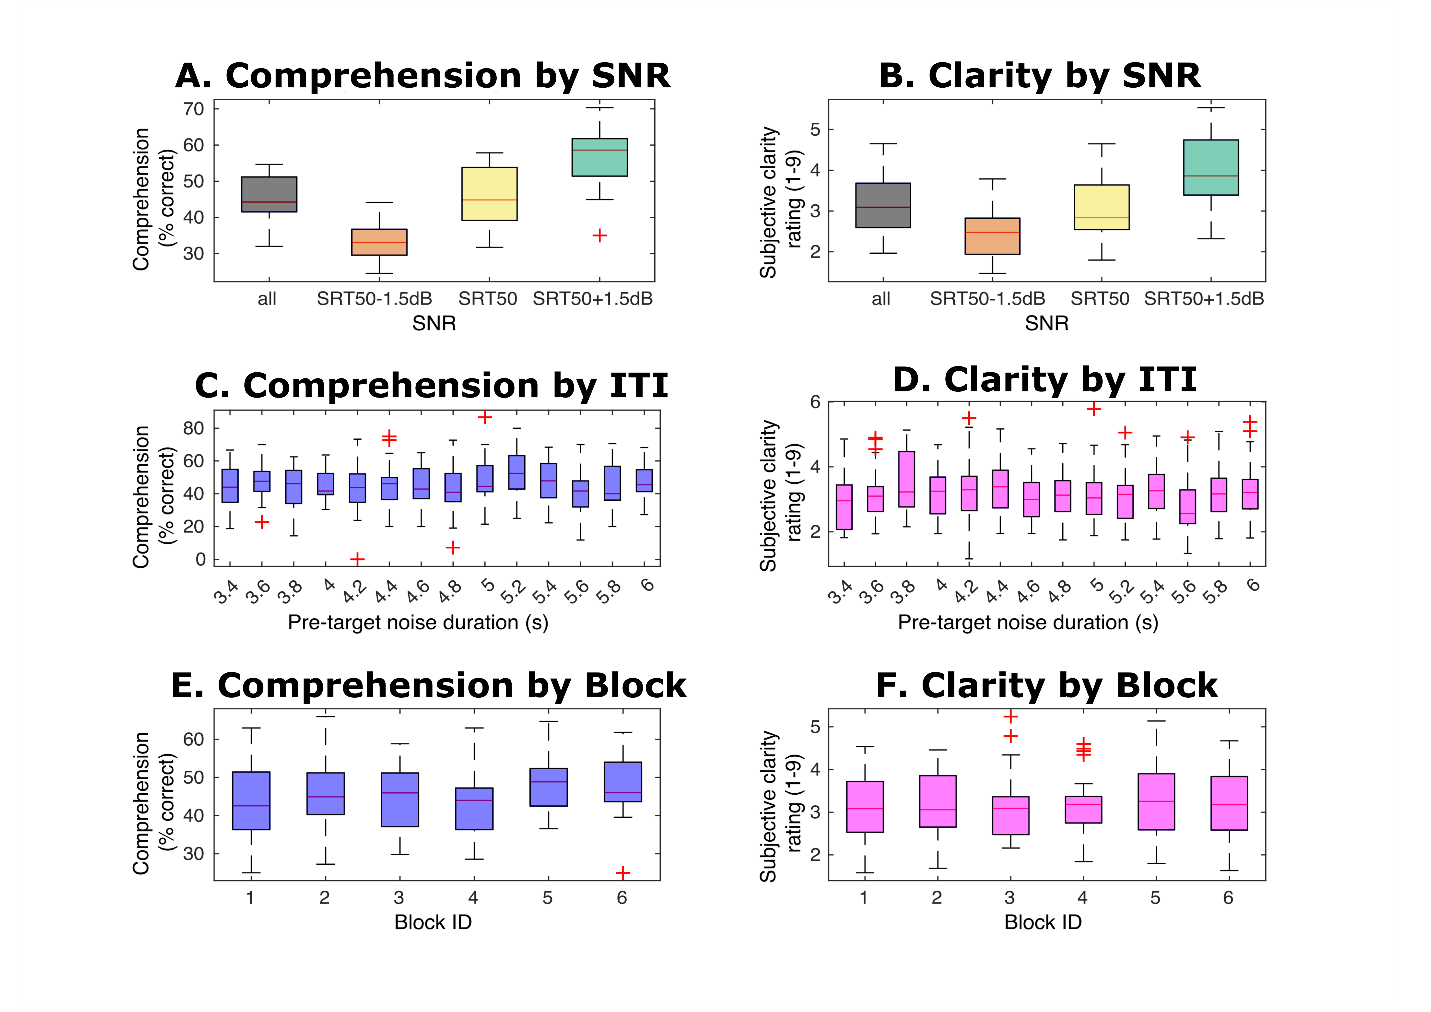 A. Comprehension by SNR
Comprehension
(% correct)
70
60
50
40
30
all SRT50-1.5dB SRT50 SRT50+1.5dB
SNR
B. Clarity by SNR
Subjective clarity
rating (1-9)
5
4
3
2
all SRT50-1.5dB SRT50 SRT50+1.5dB
SNR
C. Comprehension by ITI
Comprehension
(% correct)
80
60
40
20
0
3.4 3.6 3.8 4 4.2 4.4 4.6 4.8 5 5.2 5.4 5.6 5.8 6
Pre-target noise duration (s)
D. Clarity by ITI
Subjective clarity
rating (1-9)
6
4
2
3.4 3.6 3.8 4 4.2 4.4 4.6 4.8 5 5.2 5.4 5.6 5.8 6
Pre-target noise duration (s)
E. Comprehension by Block
Comprehension
(% correct)
60
50
40
30
1 2 3 4 5 6
Block ID
F. Clarity by Block
Subjective clarity
rating (1-9)
5
4
3
2
1 2 3 4 5 6
Block ID